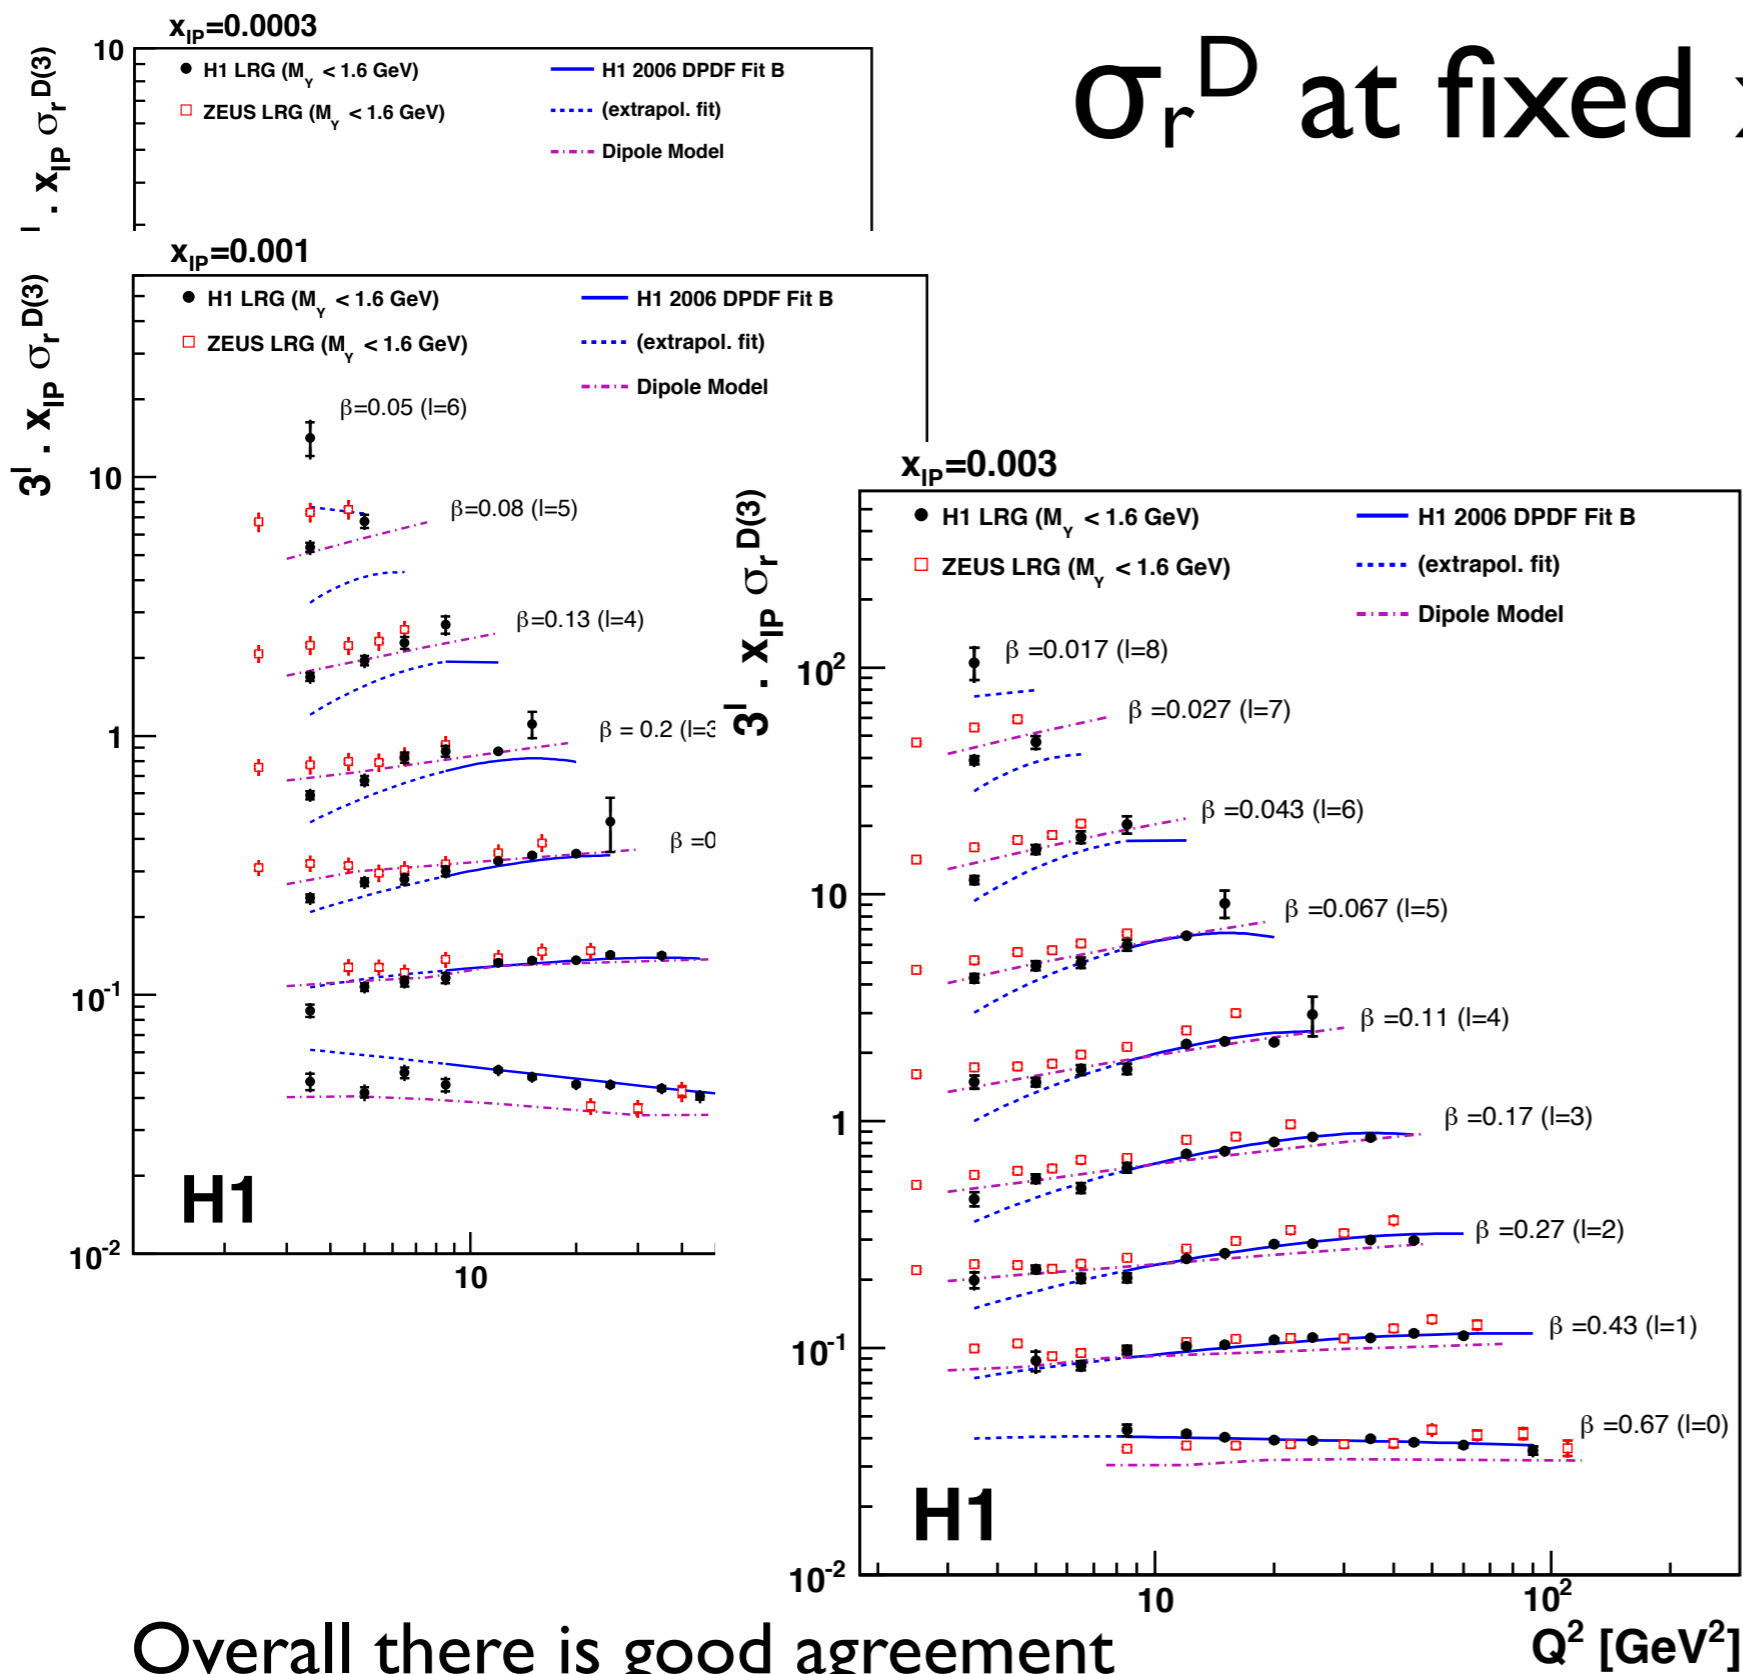 σ_r^D at fixed
x_IP=0.0003
10
H1 LRG (M_Y < 1.6 GeV)
ZEUS LRG (M_Y < 1.6 GeV)
H1 2006 DPDF Fit B
(extrapol. fit)
Dipole Model
l . x_IP σ_r^D(3)
x_IP=0.001
H1 LRG (M_Y < 1.6 GeV)
ZEUS LRG (M_Y < 1.6 GeV)
H1 2006 DPDF Fit B
(extrapol. fit)
Dipole Model
3^l . x_IP σ_r^D(3)
β=0.05 (l=6)
10
β=0.08 (l=5)
β=0.13 (l=4)
1
β = 0.2 (l=3
β =0
10^-1
H1
10^-2
10
x_IP=0.003
H1 LRG (M_Y < 1.6 GeV)
ZEUS LRG (M_Y < 1.6 GeV)
H1 2006 DPDF Fit B
(extrapol. fit)
Dipole Model
3^l . x_IP σ_r^D(3)
10^2
β =0.017 (l=8)
β =0.027 (l=7)
β =0.043 (l=6)
10
β =0.067 (l=5)
β =0.11 (l=4)
1
β =0.17 (l=3)
β =0.27 (l=2)
10^-1
β =0.43 (l=1)
β =0.67 (l=0)
H1
10^-2
10
10^2
Q^2 [GeV^2]
Overall there is good agreement